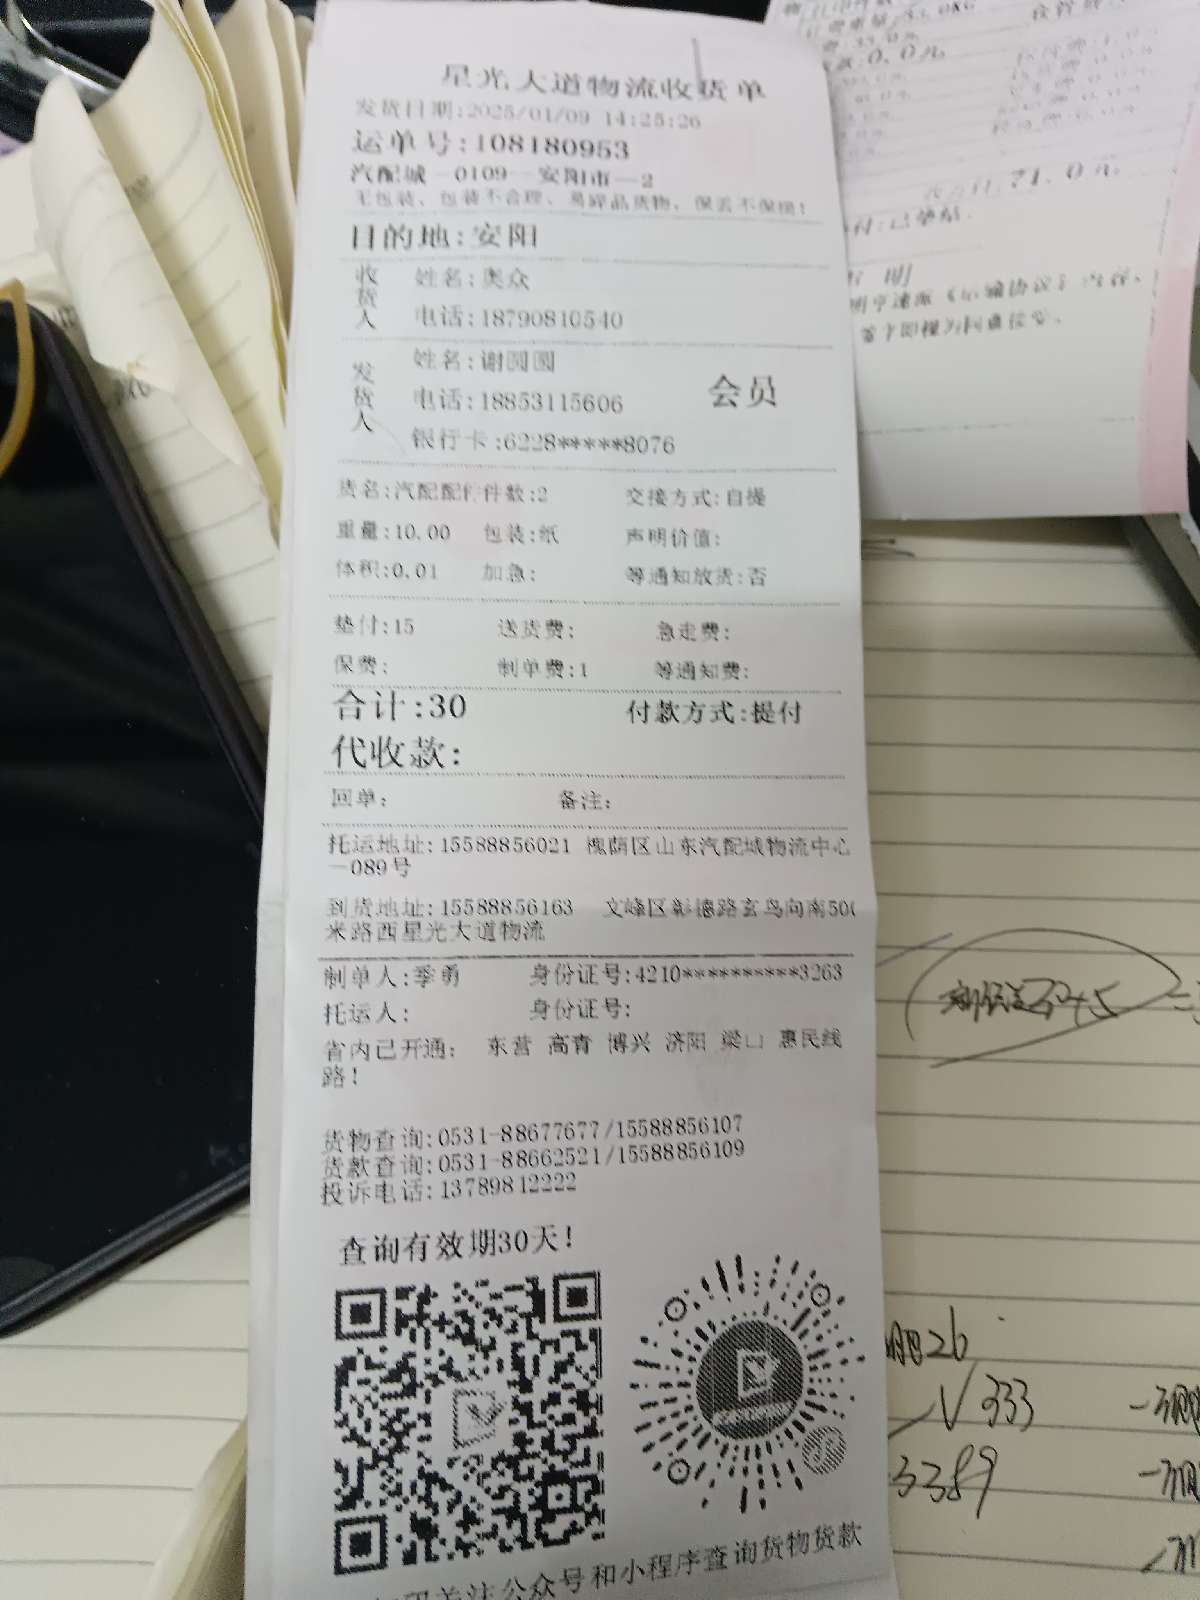 星光大道物流收货单
发货日期:2025/01/09 14:25:26
运单号:108180953
汽配城—0109—安阳市—2
无包装、包装不合理、易碎品货物，保丢不保损!
目的地:安阳
收货人
姓名:奥众
电话:18790810540
发货人
姓名:谢圆圆
电话:18853115606
会员
银行卡:6228*****8076
货名:汽配配件 件数:2 交接方式:自提
重量:10.00 包装:纸 声明价值:
体积:0.01 加急: 等通知放货:否
垫付:15 送货费: 急走费:
保费: 制单费:1 等通知费:
合计:30 付款方式:提付
代收款:
回单: 备注:
托运地址:15588856021 槐荫区山东汽配城物流中心
—089号
到货地址:15588856163 文峰区彰德路玄鸟向南500
米路西星光大道物流
制单人:季勇 身份证号:4210**********3263
托运人: 身份证号:
省内已开通: 东营 高青 博兴 济阳 梁山 惠民线
路!
货物查询:0531-88677677/15588856107
货款查询:0531-88662521/15588856109
投诉电话:13789812222
查询有效期30天!
关注公众号和小程序查询货物货款
0.0元
71.0元
明
333
3389